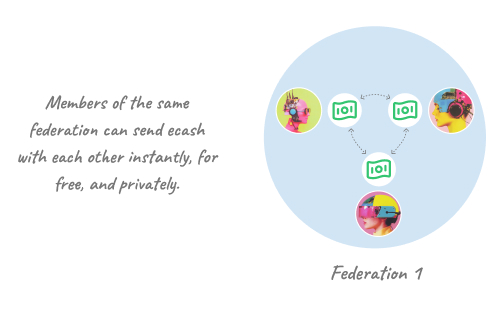 Members of the same
federation can send ecash
with each other instantly, for
free, and privately.
Federation 1